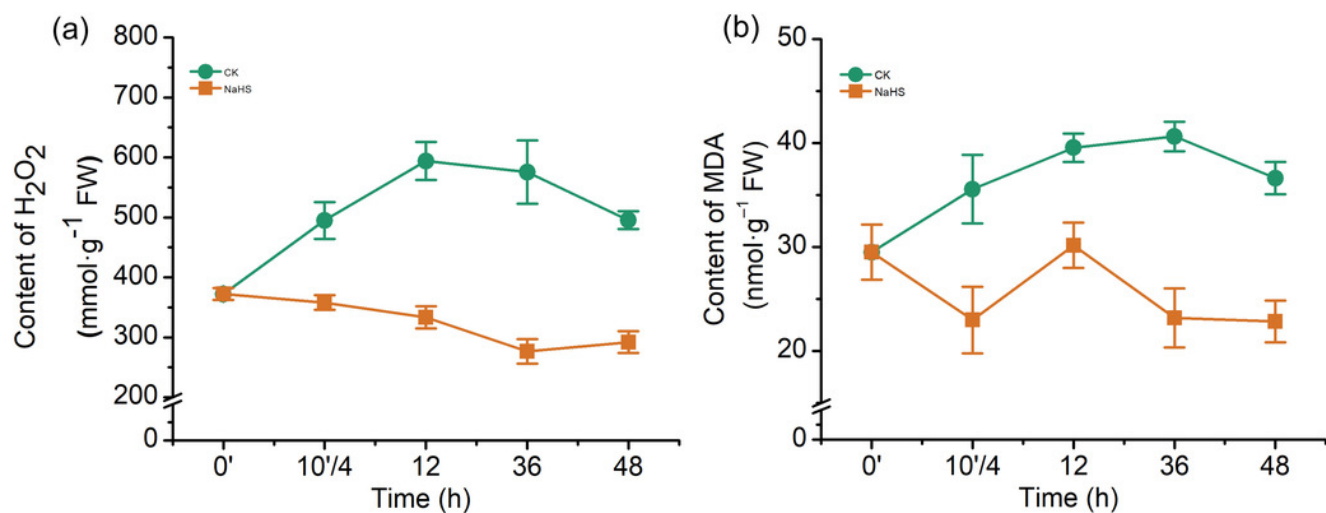 (a)
800
700
600
500
400
300
200
0
Content of H₂O₂
(mmol·g⁻¹ FW)
CK
NaHS
0' 10'/4 12 36 48
Time (h)
(b)
50
40
30
20
0
Content of MDA
(nmol·g⁻¹ FW)
CK
NaHS
0' 10'/4 12 36 48
Time (h)